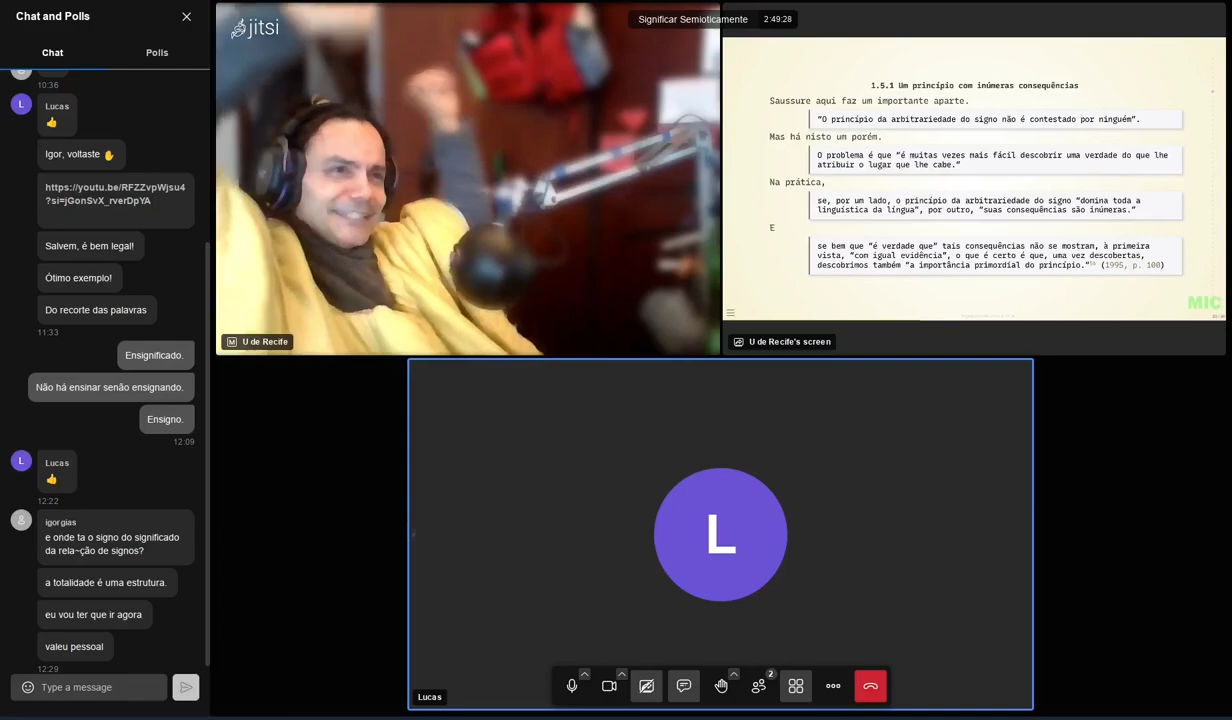 Chat and Polls
Chat
Polls
10:36
L
Lucas
👍
Igor, voltaste ✋
https://youtu.be/RFZZvpWjsu4
?si=jGonSvX_rverDpYA
Salvem, é bem legal!
Ótimo exemplo!
Do recorte das palavras
11:33
Ensignificado.
Não há ensinar senão ensignando.
Ensigno.
12:09
L
Lucas
👍
12:22
igorgias
e onde ta o signo do significado
da rela~ção de signos?
a totalidade é uma estrutura.
eu vou ter que ir agora
valeu pessoal
12:29
Type a message
jitsi
Significar Semioticamente
2:49:28
M
U de Recife
1.5.1 Um princípio com inúmeras consequências
Saussure aqui faz um importante aparte.
“O princípio da arbitrariedade do signo não é contestado por ninguém”.
Mas há nisto um porém.
O problema é que “é muitas vezes mais fácil descobrir uma verdade do que lhe
atribuir o lugar que lhe cabe.”
Na prática,
se, por um lado, o princípio da arbitrariedade do signo “domina toda a
linguística da língua”, por outro, “suas consequências são inúmeras.”
E
se bem que “é verdade que” tais consequências não se mostram, à primeira
vista, “com igual evidência”, o que é certo é que, uma vez descobertas,
descobrimos também “a importância primordial do princípio.” (1995, p. 100)
MIC
U de Recife's screen
L
Lucas
2